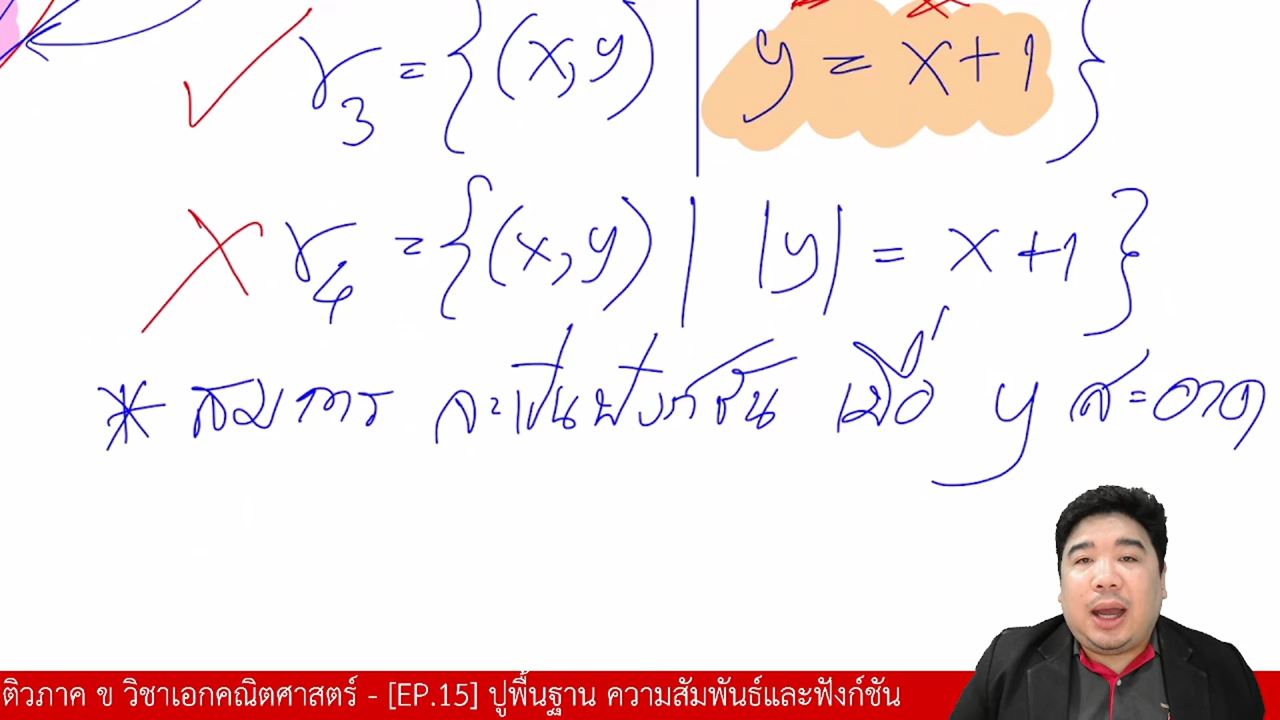 r₃ = {(x, y) | y = x + 1}
r₄ = {(x, y) | |y| = x + 1}
* สมการ จะเป็นฟังก์ชัน เมื่อ y สะอาด
ติวภาค ข วิชาเอกคณิตศาสตร์ - [EP.15] ปูพื้นฐาน ความสัมพันธ์และฟังก์ชัน